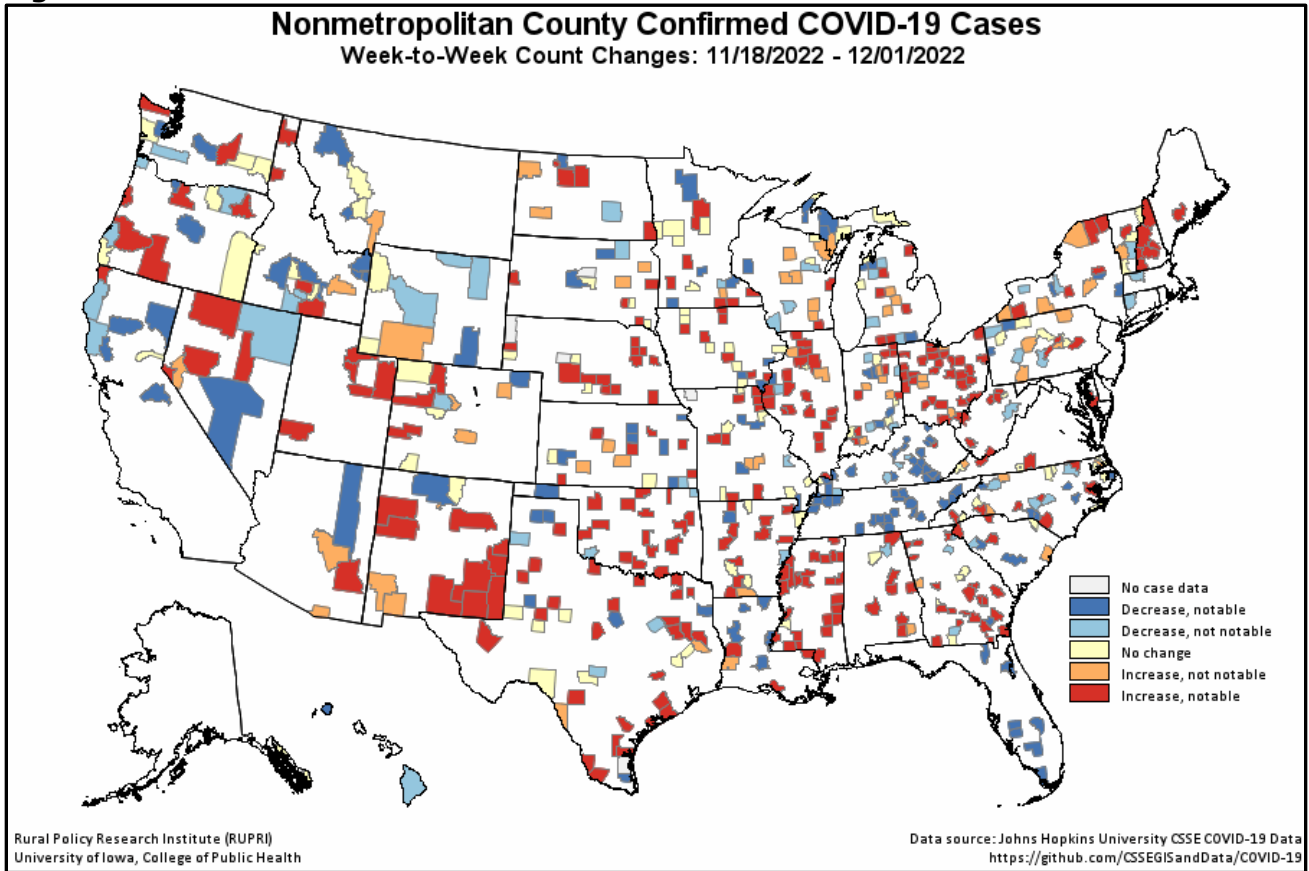 Nonmetropolitan County Confirmed COVID-19 Cases
Week-to-Week Count Changes: 11/18/2022 - 12/01/2022
No case data
Decrease, notable
Decrease, not notable
No change
Increase, not notable
Increase, notable
Rural Policy Research Institute (RUPRI)
University of Iowa, College of Public Health
Data source: Johns Hopkins University CSSE COVID-19 Data
https://github.com/CSSEGISandData/COVID-19